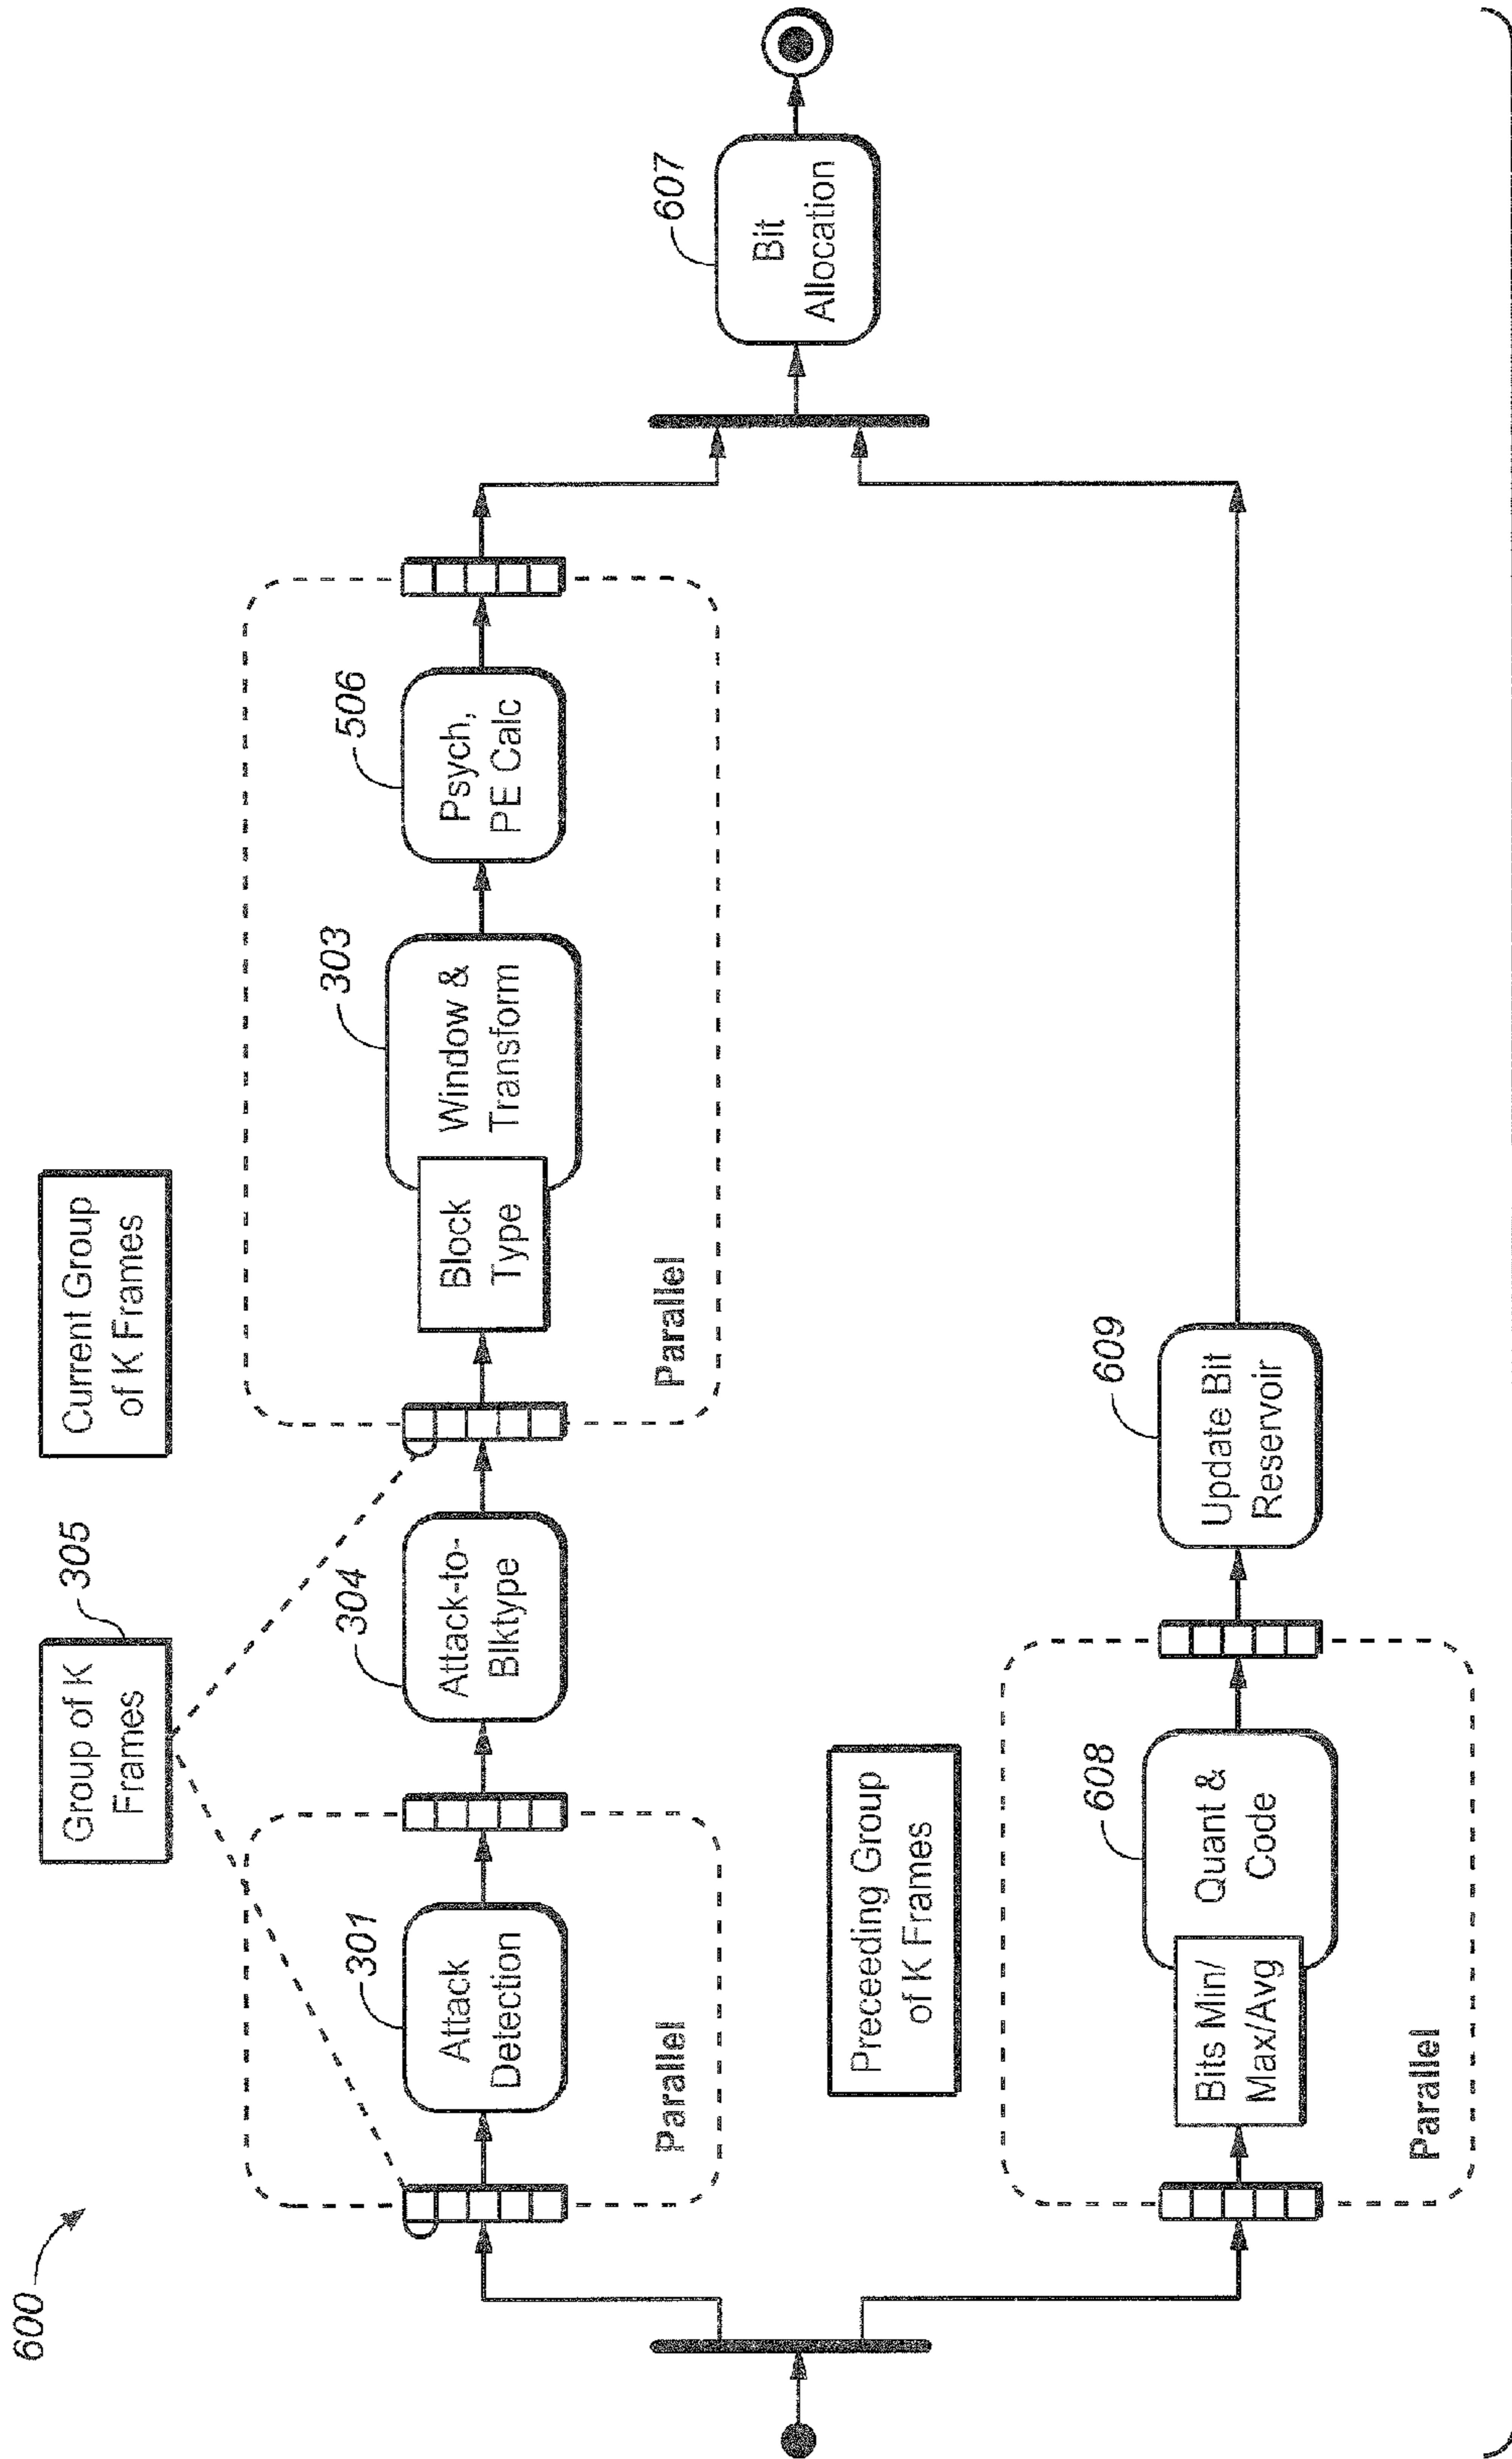 600
Group of K
Frames
305
Current Group
of K Frames
301
Attack
Detection
Parallel
304
Attack-to-
Blktype
Block
Type
303
Window &
Transform
506
Psych,
PE Calc
Parallel
607
Bit
Allocation
Preceeding Group
of K Frames
Bits Min/
Max/Avg
608
Quant &
Code
Parallel
609
Update Bit
Reservoir